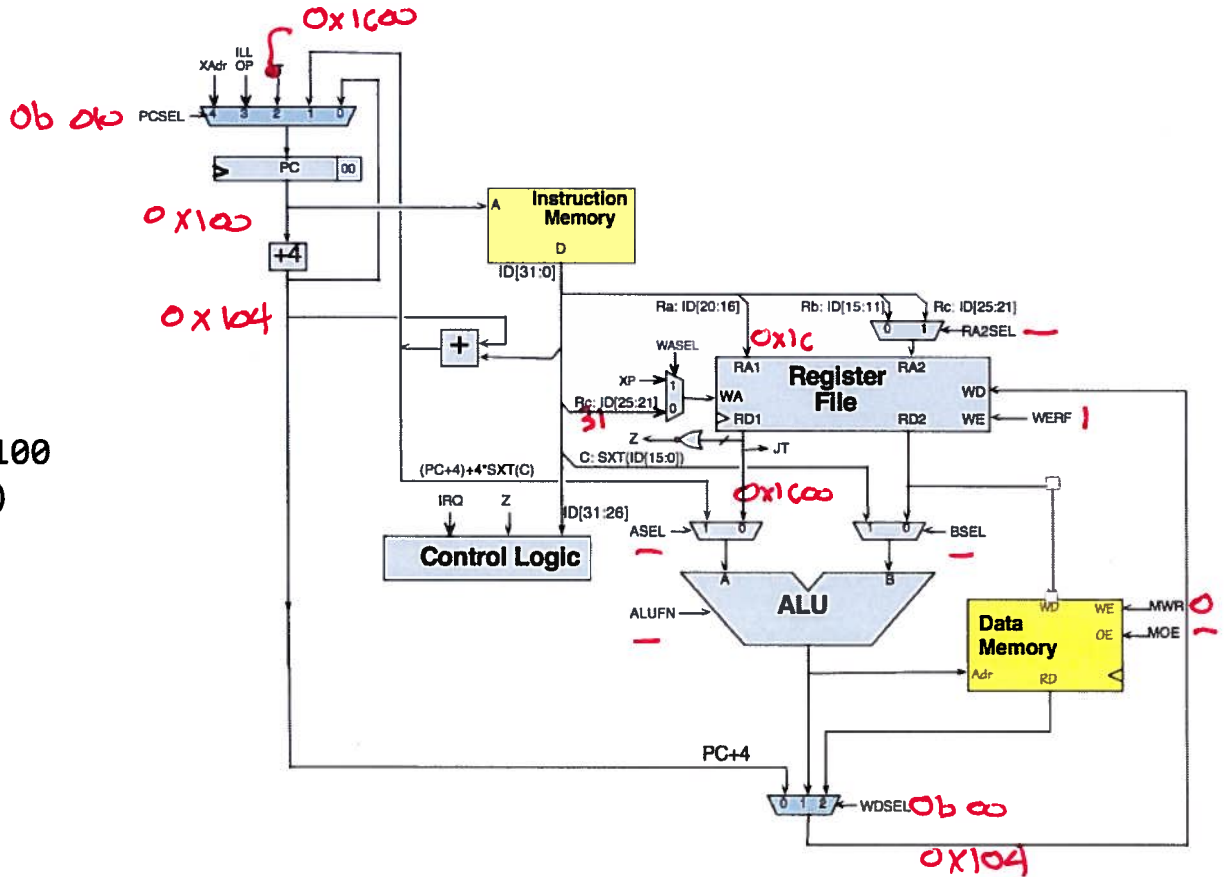 0x1C00
XAdr
ILL
OP
PCSEL
4 3 2 1 0
0b 010
PC
00
0x100
+4
A
Instruction
Memory
D
ID[31:0]
Ra: ID[20:16]
Rb: ID[15:11]
Rc: ID[25:21]
0x104
+
0x1C
0 1
RA2SEL
—
WASEL
RA1
RA2
XP
1
0
Rc: ID[25:21]
31
Register
File
WA
WD
RD1
RD2
WE
WERF
1
Z
JT
C: SXT(ID[15:0])
100
)
(PC+4)+4*SXT(C)
0x1C00
IRQ
Z
ID[31:26]
Control Logic
ASEL
—
1 0
1 0
BSEL
—
A
B
ALU
ALUFN
—
WD
WE
MWR
0
Data
Memory
OE
MOE
—
Adr
RD
PC+4
0 1 2
WDSEL
0b 00
0x104